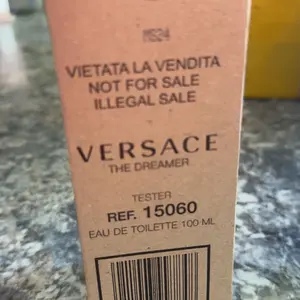 MS24
VIETATA LA VENDITA
NOT FOR SALE
ILLEGAL SALE
VERSACE
THE DREAMER
TESTER
REF. 15060
EAU DE TOILETTE 100 ML